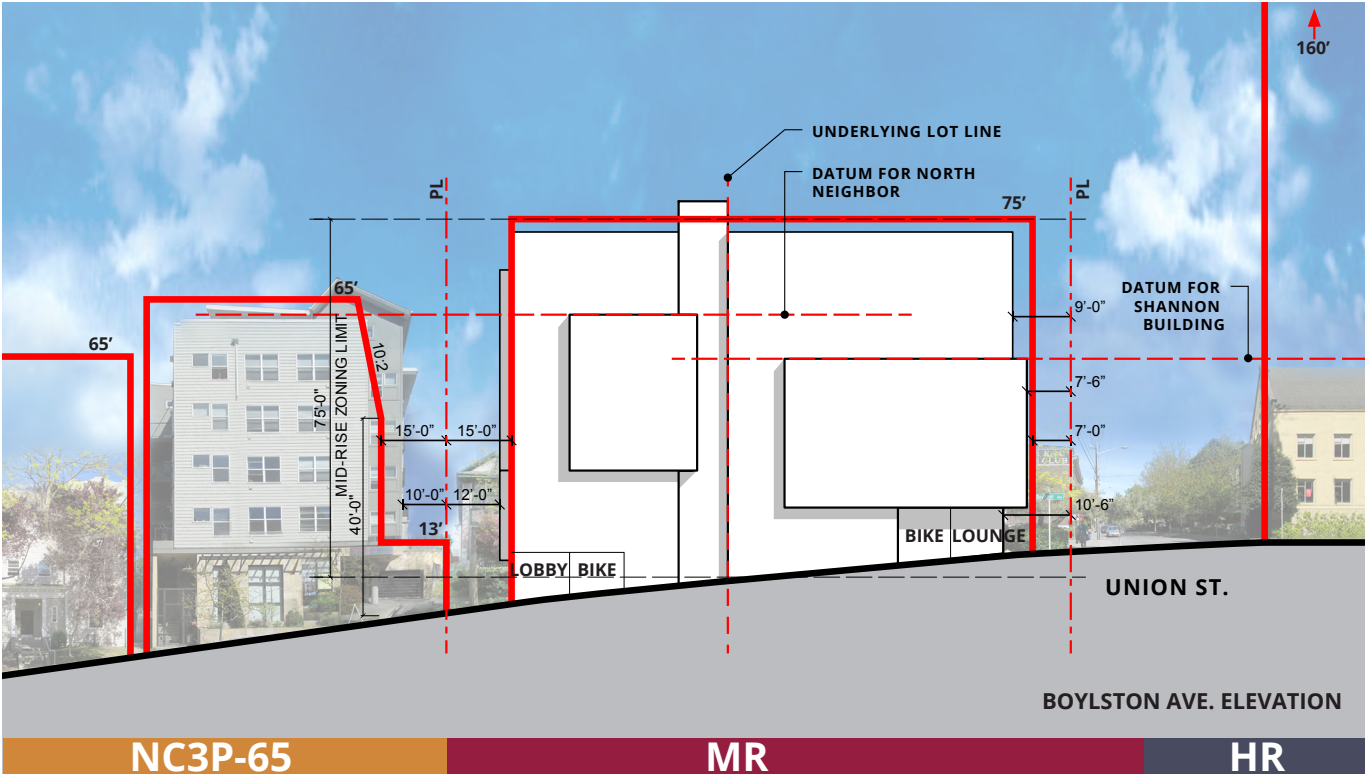 160’
UNDERLYING LOT LINE
DATUM FOR NORTH
NEIGHBOR
PL
PL
75’
65’
65’
DATUM FOR
SHANNON
BUILDING
9’-0”
10:2
MID-RISE ZONING LIMIT
75’-0”
7’-6”
15’-0”
15’-0”
7’-0”
40’-0”
10’-0”
12’-0”
10’-6”
13’
BIKE
LOUNGE
LOBBY
BIKE
UNION ST.
BOYLSTON AVE. ELEVATION
NC3P-65
MR
HR